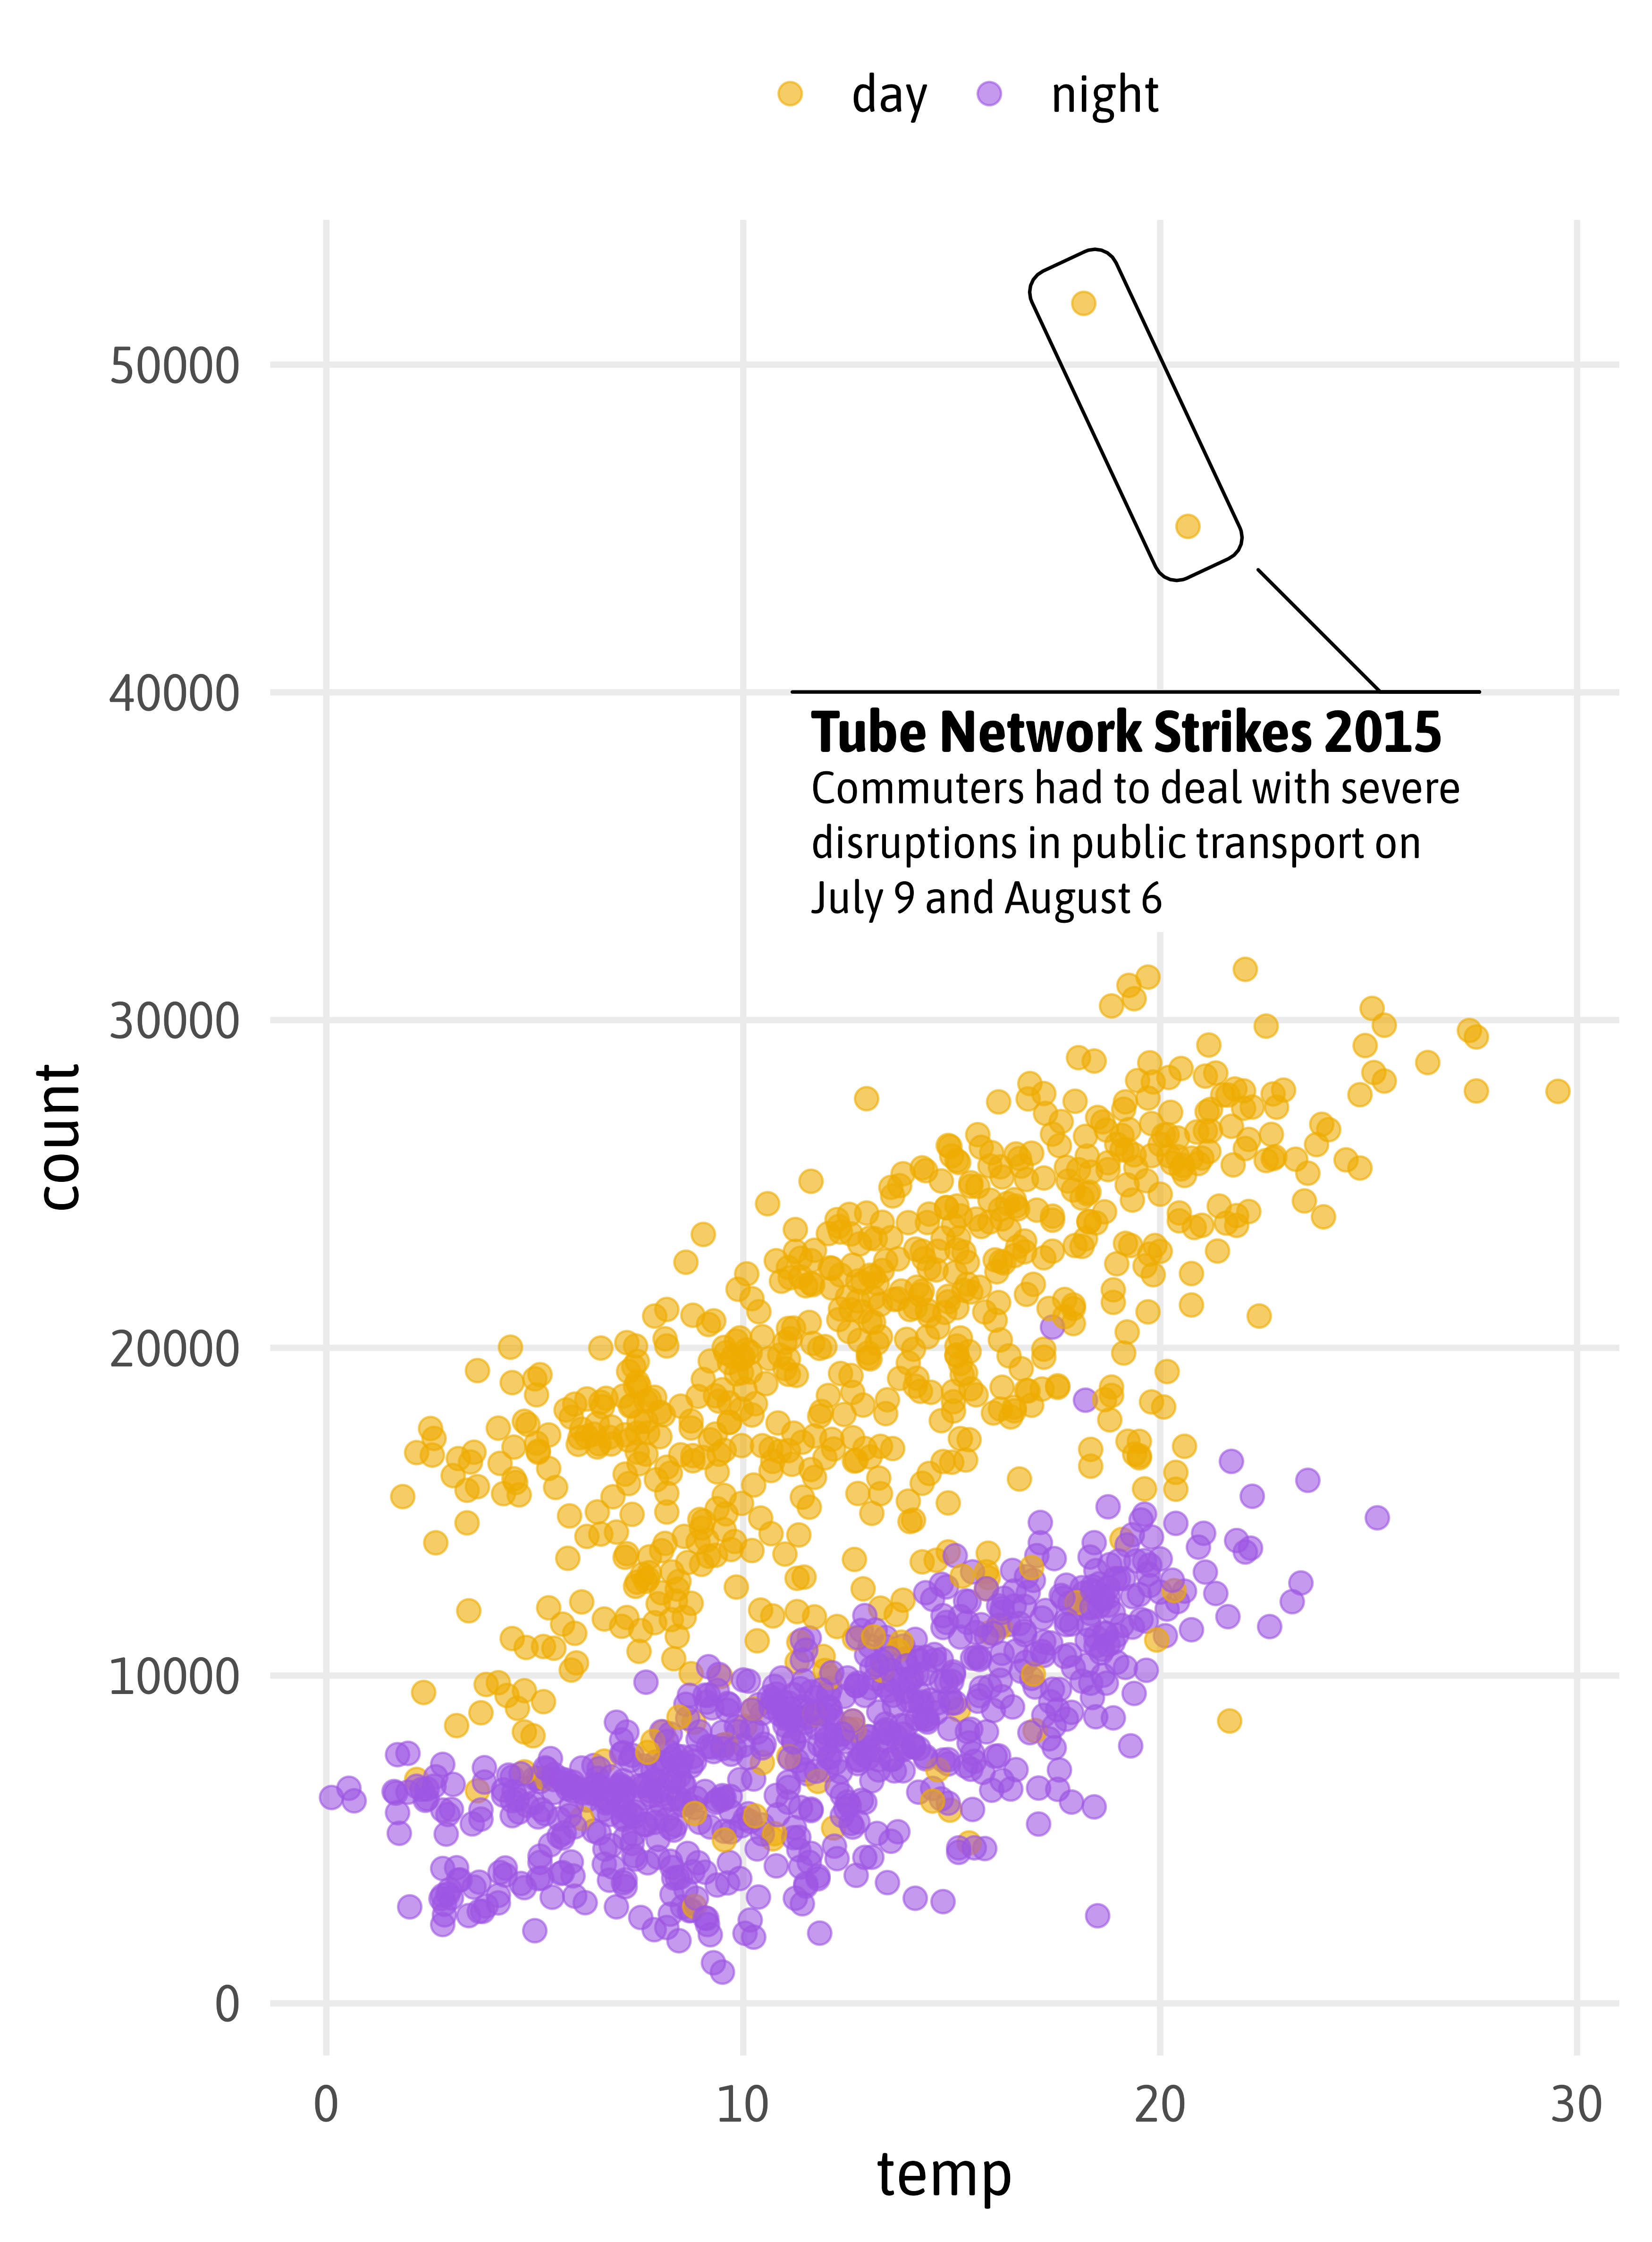 day night
50000
40000
Tube Network Strikes 2015
Commuters had to deal with severe
disruptions in public transport on
July 9 and August 6
30000
count
20000
10000
0
0 10 20 30
temp